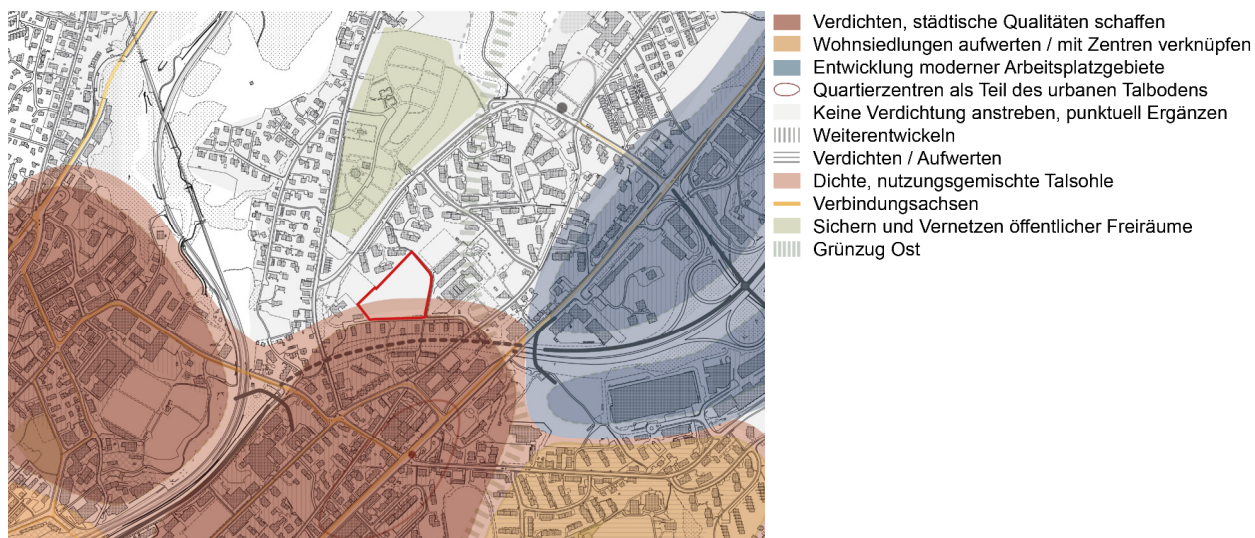 Verdichten, städtische Qualitäten schaffen
Wohnsiedlungen aufwerten / mit Zentren verknüpfen
Entwicklung moderner Arbeitsplatzgebiete
Quartierzentren als Teil des urbanen Talbodens
Keine Verdichtung anstreben, punktuell Ergänzen
Weiterentwickeln
Verdichten / Aufwerten
Dichte, nutzungsgemischte Talsohle
Verbindungsachsen
Sichern und Vernetzen öffentlicher Freiräume
Grünzug Ost